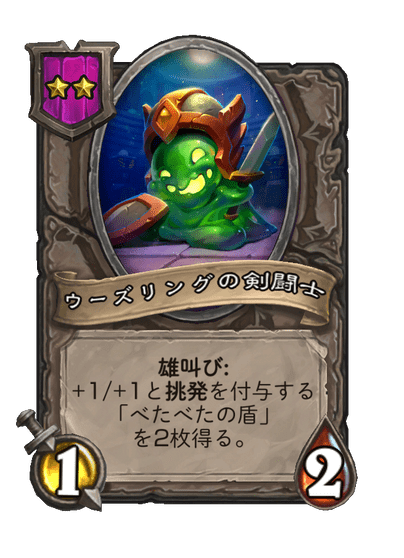 ウーズリングの剣闘士
雄叫び:
+1/+1と挑発を付与する
「べたべたの盾」
を2枚得る。
1
2